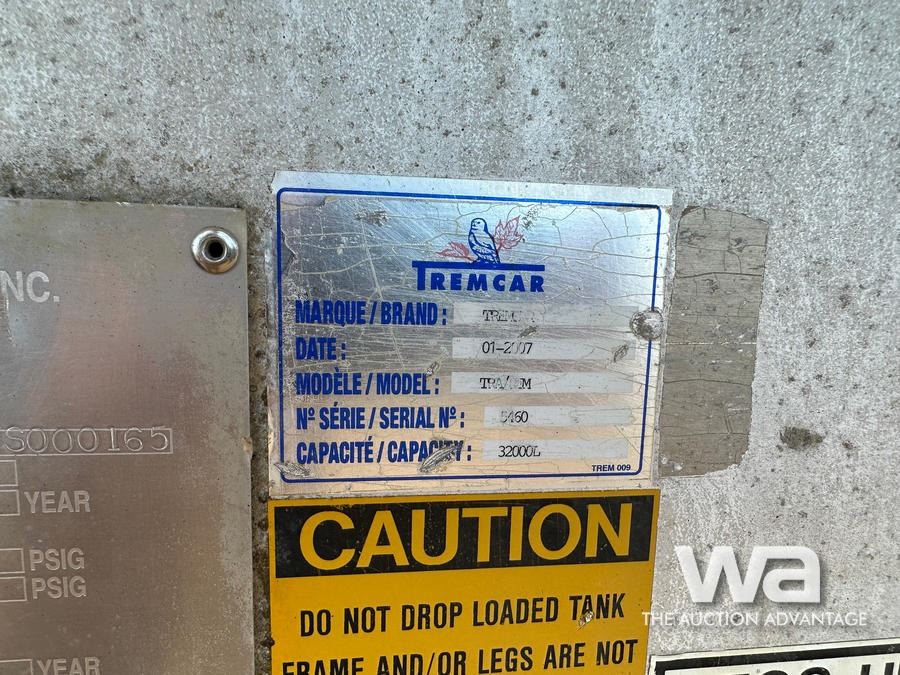 NC.
S000165
YEAR
PSIG
PSIG
YEAR
TREMCAR
MARQUE / BRAND :
DATE : 01-2007
MODÈLE / MODEL :
Nº SÉRIE / SERIAL Nº : 5460
CAPACITÉ / CAPACITY : 32000L
TREM 009
CAUTION
DO NOT DROP LOADED TANK
FRAME AND/OR LEGS ARE NOT
wa
THE AUCTION ADVANTAGE